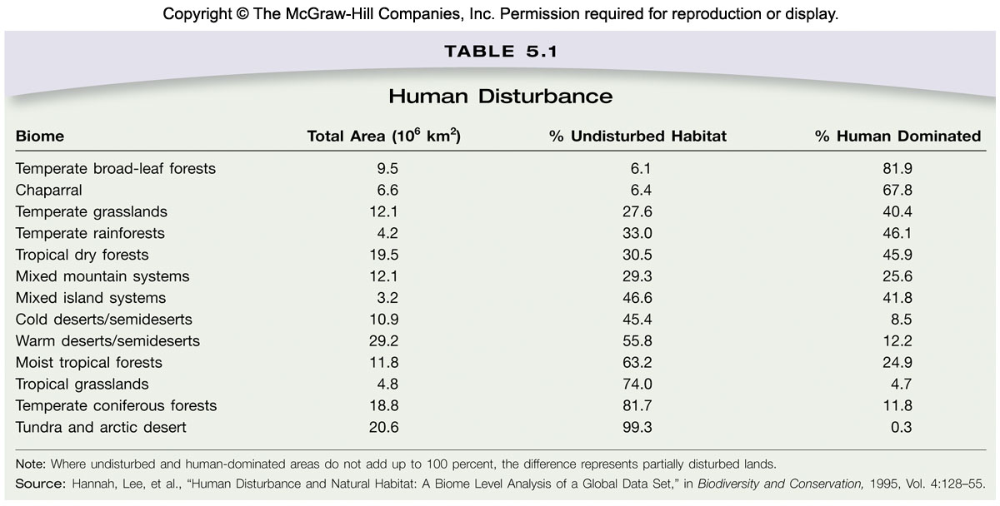 Copyright © The McGraw-Hill Companies, Inc. Permission required for reproduction or display.
TABLE 5.1
Human Disturbance
Biome Total Area (10⁶ km²) % Undisturbed Habitat % Human Dominated
Temperate broad-leaf forests 9.5 6.1 81.9
Chaparral 6.6 6.4 67.8
Temperate grasslands 12.1 27.6 40.4
Temperate rainforests 4.2 33.0 46.1
Tropical dry forests 19.5 30.5 45.9
Mixed mountain systems 12.1 29.3 25.6
Mixed island systems 3.2 46.6 41.8
Cold deserts/semideserts 10.9 45.4 8.5
Warm deserts/semideserts 29.2 55.8 12.2
Moist tropical forests 11.8 63.2 24.9
Tropical grasslands 4.8 74.0 4.7
Temperate coniferous forests 18.8 81.7 11.8
Tundra and arctic desert 20.6 99.3 0.3
Note: Where undisturbed and human-dominated areas do not add up to 100 percent, the difference represents partially disturbed lands.
Source: Hannah, Lee, et al., “Human Disturbance and Natural Habitat: A Biome Level Analysis of a Global Data Set,” in Biodiversity and Conservation, 1995, Vol. 4:128–55.